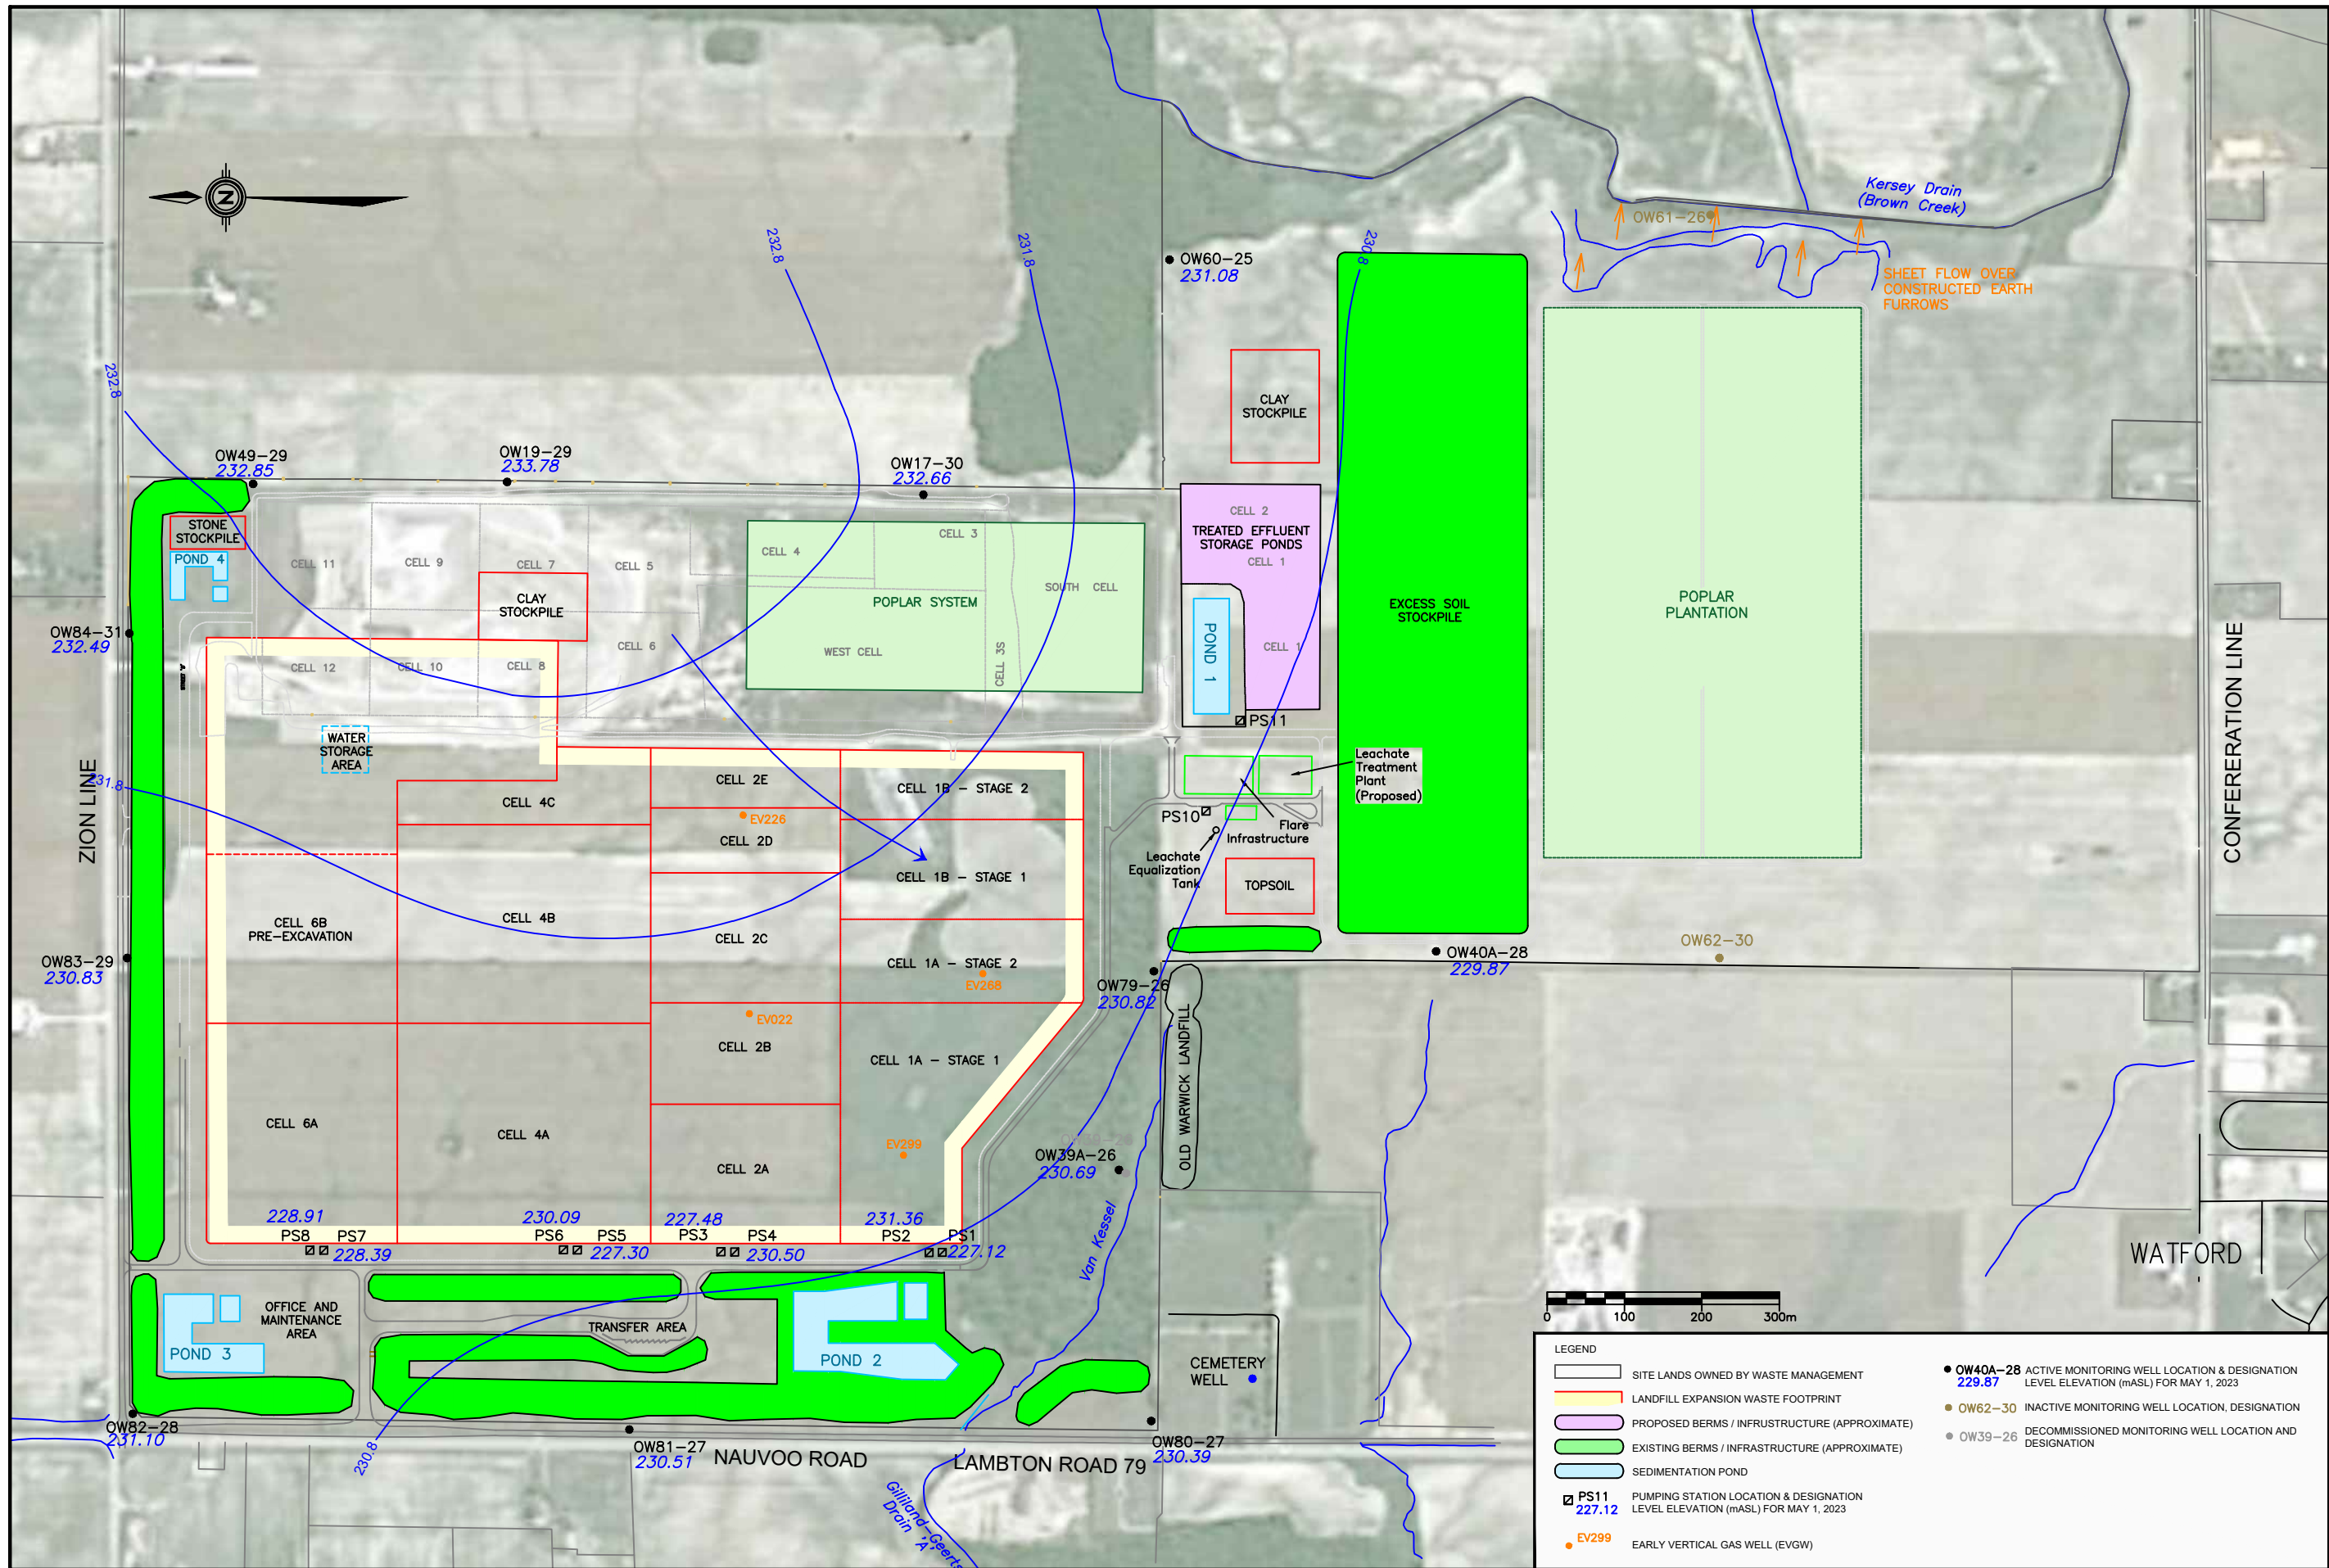 N
Kersey Drain
(Brown Creek)
OW61-26
SHEET FLOW OVER
CONSTRUCTED EARTH
FURROWS
232.8
231.8
230.8
OW60-25
231.08
232.8
CLAY
STOCKPILE
OW49-29
232.85
OW19-29
233.78
OW17-30
232.66
STONE
STOCKPILE
POND 4
CELL 11
CELL 9
CELL 7
CELL 5
CELL 4
CELL 3
SOUTH CELL
CELL 2
TREATED EFFLUENT
STORAGE PONDS
CELL 1
CLAY
STOCKPILE
POPLAR SYSTEM
EXCESS SOIL
STOCKPILE
POPLAR
PLANTATION
OW84-31
232.49
CELL 12
CELL 10
CELL 8
CELL 6
WEST CELL
CELL 3S
POND 1
CELL 1
PS11
WATER
STORAGE
AREA
ZION LINE
231.8
CONFEDERATION LINE
CELL 2E
CELL 1B - STAGE 2
CELL 4C
EV226
CELL 2D
PS10
Leachate
Treatment
Plant
(Proposed)
Flare
Infrastructure
Leachate
Equalization
Tank
TOPSOIL
CELL 1B - STAGE 1
CELL 6B
PRE-EXCAVATION
CELL 4B
CELL 2C
CELL 1A - STAGE 2
EV268
OW83-29
230.83
OW79-26
230.82
OW40A-28
229.87
OW62-30
EV022
CELL 2B
CELL 1A - STAGE 1
OLD WARWICK LANDFILL
CELL 6A
CELL 4A
CELL 2A
EV299
OW39A-26
230.69
Van Kessel
228.91
PS8
PS7
228.39
230.09
PS6
PS5
227.30
227.48
PS3
PS4
230.50
231.36
PS2
PS1
227.12
WATFORD
OFFICE AND
MAINTENANCE
AREA
POND 3
TRANSFER AREA
POND 2
CEMETERY
WELL
OW82-28
231.10
230.8
OW81-27
230.51
NAUVOO ROAD
LAMBTON ROAD 79
OW80-27
230.39
Gilliland-Geerts
Drain 'A'
0
100
200
300m
LEGEND
SITE LANDS OWNED BY WASTE MANAGEMENT
LANDFILL EXPANSION WASTE FOOTPRINT
PROPOSED BERMS / INFRUSTRUCTURE (APPROXIMATE)
EXISTING BERMS / INFRASTRUCTURE (APPROXIMATE)
SEDIMENTATION POND
PS11
227.12
PUMPING STATION LOCATION & DESIGNATION
LEVEL ELEVATION (mASL) FOR MAY 1, 2023
EV299
EARLY VERTICAL GAS WELL (EVGW)
OW40A-28
229.87
ACTIVE MONITORING WELL LOCATION & DESIGNATION
LEVEL ELEVATION (mASL) FOR MAY 1, 2023
OW62-30
INACTIVE MONITORING WELL LOCATION, DESIGNATION
OW39-26
DECOMMISSIONED MONITORING WELL LOCATION AND
DESIGNATION